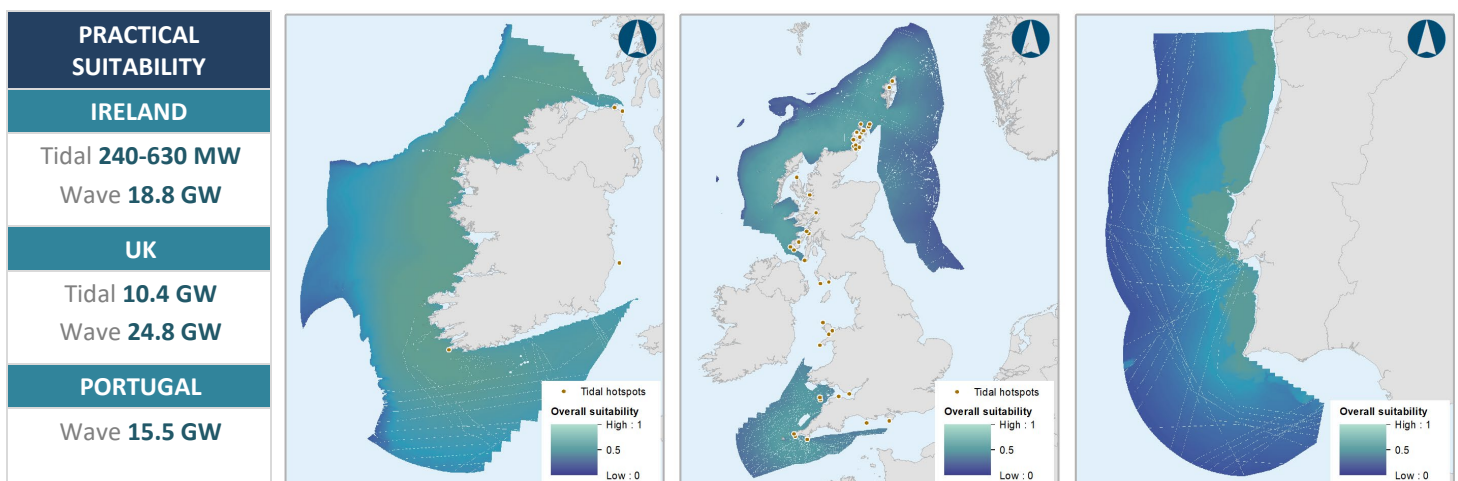 PRACTICAL
SUITABILITY
IRELAND
Tidal 240-630 MW
Wave 18.8 GW
UK
Tidal 10.4 GW
Wave 24.8 GW
PORTUGAL
Wave 15.5 GW
Tidal hotspots
Overall suitability
High : 1
0.5
Low : 0
Tidal hotspots
Overall suitability
High : 1
0.5
Low : 0
Overall suitability
High : 1
0.5
Low : 0